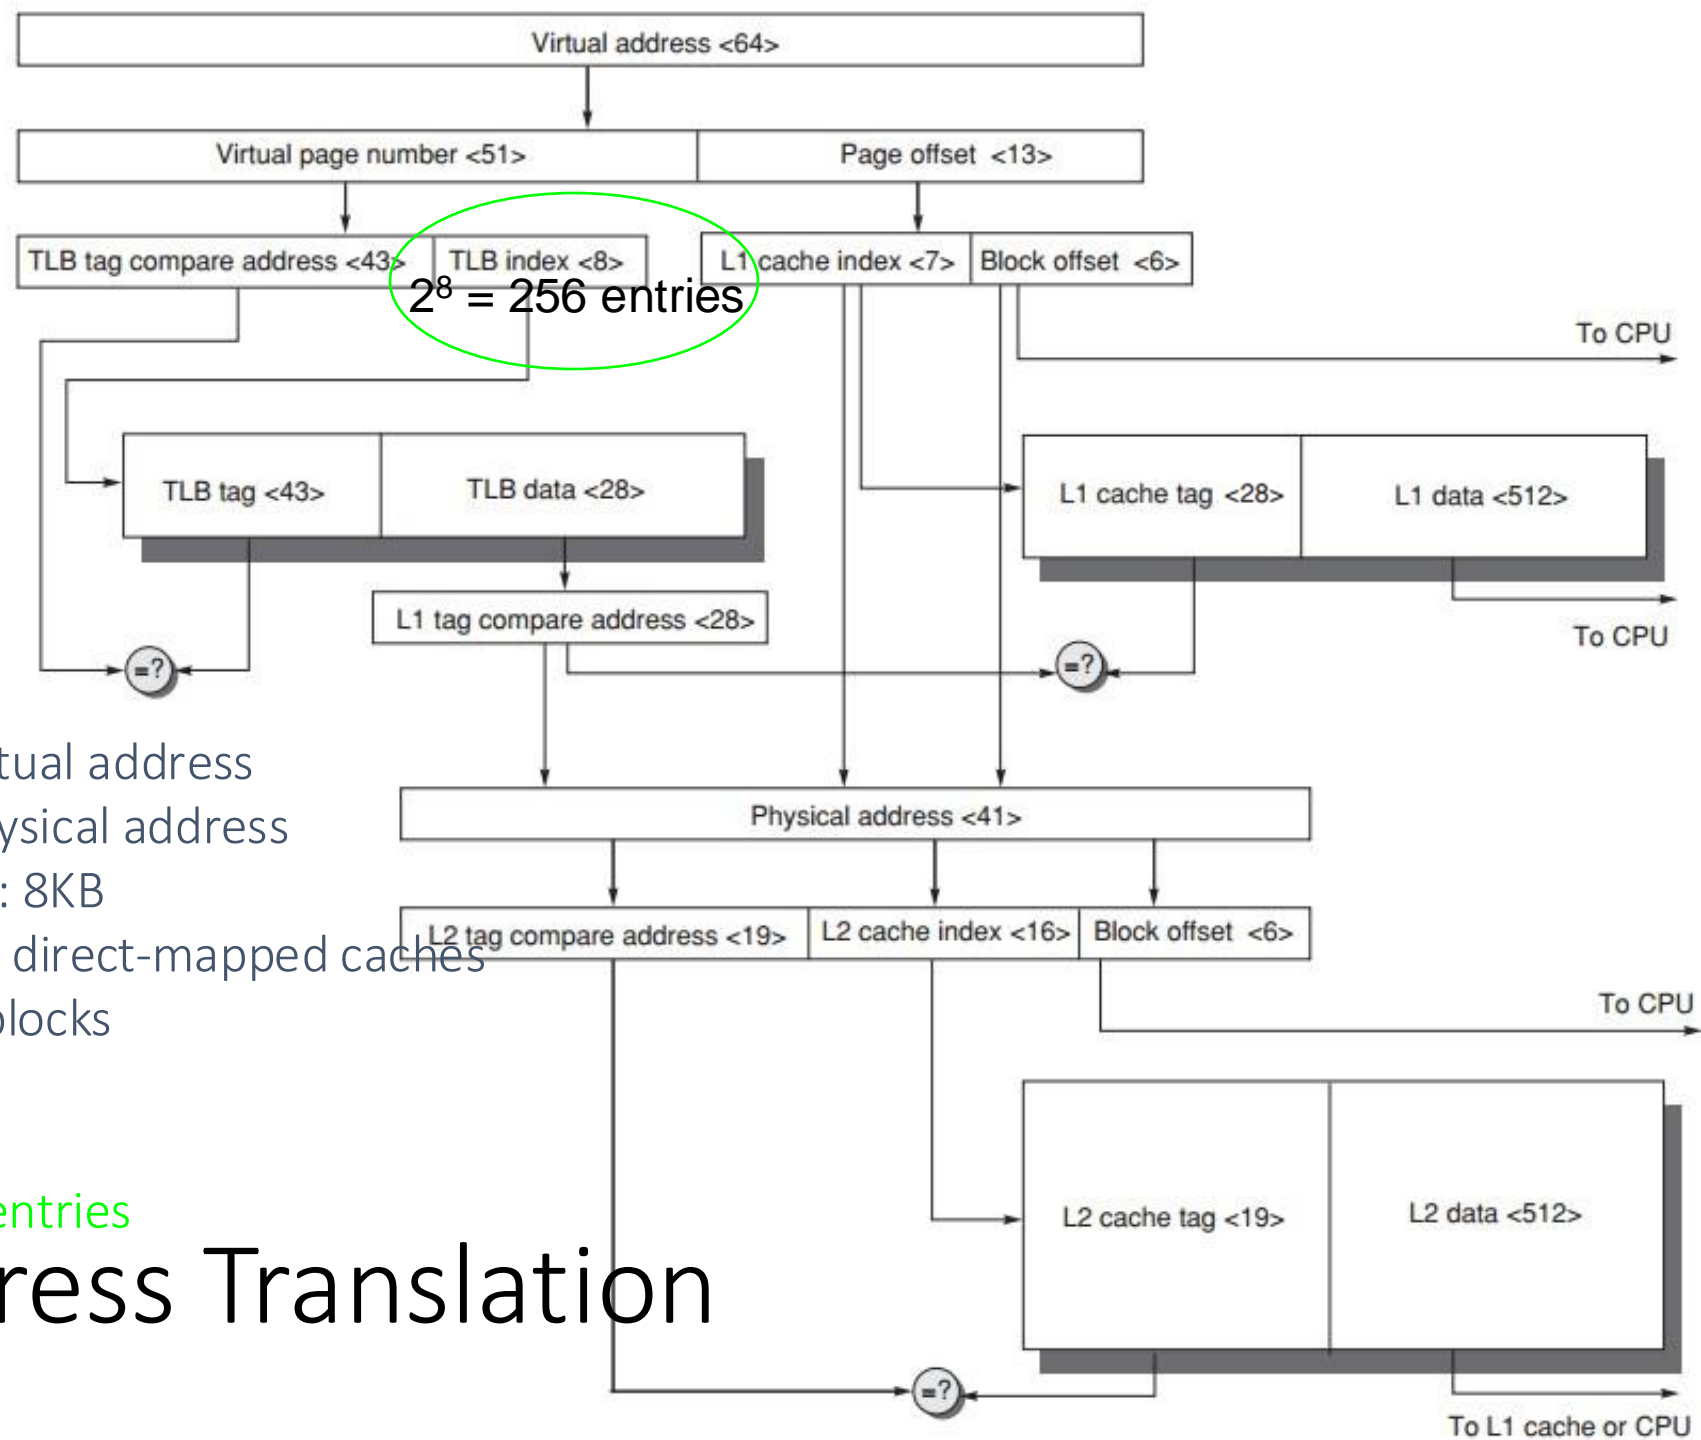 Virtual address <64>
Virtual page number <51> Page offset <13>
TLB tag compare address <43> TLB index <8> L1 cache index <7> Block offset <6>
2⁸ = 256 entries
To CPU
TLB tag <43> TLB data <28> L1 cache tag <28> L1 data <512>
L1 tag compare address <28>
To CPU
=? =?
tual address
ysical address
Physical address <41>
: 8KB
direct-mapped caches
L2 tag compare address <19> L2 cache index <16> Block offset <6>
blocks
To CPU
entries
L2 cache tag <19> L2 data <512>
ress Translation
=?
To L1 cache or CPU